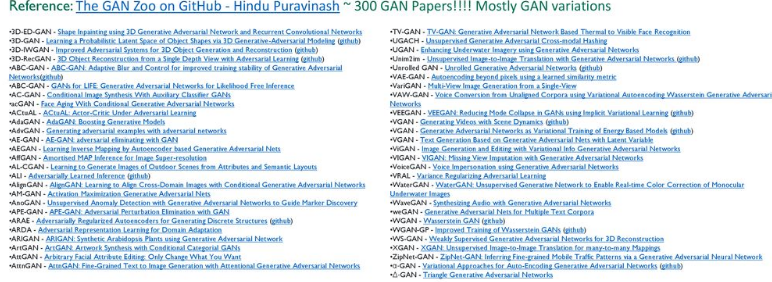 Reference: The GAN Zoo on GitHub - Hindu Puravinash ~ 300 GAN Papers!!!! Mostly GAN variations
•3D-ED-GAN - Shape Inpainting using 3D Generative Adversarial Network and Recurrent Convolutional Networks
•3D-GAN - Learning a Probabilistic Latent Space of Object Shapes via 3D Generative-Adversarial Modeling (github)
•3D-IWGAN - Improved Adversarial Systems for 3D Object Generation and Reconstruction (github)
•3D-RecGAN - 3D Object Reconstruction from a Single Depth View with Adversarial Learning (github)
•ABC-GAN - ABC-GAN: Adaptive Blur and Control for improved training stability of Generative Adversarial
Networks(github)
•ABC-GAN - GANs for LIFE: Generative Adversarial Networks for Likelihood Free Inference
•AC-GAN - Conditional Image Synthesis With Auxiliary Classifier GANs
•acGAN - Face Aging With Conditional Generative Adversarial Networks
•ACtuAL - ACtuAL: Actor-Critic Under Adversarial Learning
•AdaGAN - AdaGAN: Boosting Generative Models
•AdvGAN - Generating adversarial examples with adversarial networks
•AE-GAN - AE-GAN: adversarial eliminating with GAN
•AEGAN - Learning Inverse Mapping by Autoencoder based Generative Adversarial Nets
•AffGAN - Amortised MAP Inference for Image Super-resolution
•AL-CGAN - Learning to Generate Images of Outdoor Scenes from Attributes and Semantic Layouts
•ALI - Adversarially Learned Inference (github)
•AlignGAN - AlignGAN: Learning to Align Cross-Domain Images with Conditional Generative Adversarial Networks
•AM-GAN - Activation Maximization Generative Adversarial Nets
•AnoGAN - Unsupervised Anomaly Detection with Generative Adversarial Networks to Guide Marker Discovery
•APE-GAN - APE-GAN: Adversarial Perturbation Elimination with GAN
•ARAE - Adversarially Regularized Autoencoders for Generating Discrete Structures (github)
•ARDA - Adversarial Representation Learning for Domain Adaptation
•ARIGAN - ARIGAN: Synthetic Arabidopsis Plants using Generative Adversarial Network
•ArtGAN - ArtGAN: Artwork Synthesis with Conditional Categorial GANs
•AttGAN - Arbitrary Facial Attribute Editing: Only Change What You Want
•AttnGAN - AttnGAN: Fine-Grained Text to Image Generation with Attentional Generative Adversarial Networks
•TV-GAN - TV-GAN: Generative Adversarial Network Based Thermal to Visible Face Recognition
•UGACH - Unsupervised Generative Adversarial Cross-modal Hashing
•UGAN - Enhancing Underwater Imagery using Generative Adversarial Networks
•Unim2im - Unsupervised Image-to-Image Translation with Generative Adversarial Networks (github)
•Unrolled GAN - Unrolled Generative Adversarial Networks (github)
•VAE-GAN - Autoencoding beyond pixels using a learned similarity metric
•VariGAN - Multi-View Image Generation from a Single-View
•VAW-GAN - Voice Conversion from Unaligned Corpora using Variational Autoencoding Wasserstein Generative Adversarial
Networks
•VEEGAN - VEEGAN: Reducing Mode Collapse in GANs using Implicit Variational Learning (github)
•VGAN - Generating Videos with Scene Dynamics (github)
•VGAN - Generative Adversarial Networks as Variational Training of Energy Based Models (github)
•VGAN - Text Generation Based on Generative Adversarial Nets with Latent Variable
•ViGAN - Image Generation and Editing with Variational Info Generative Adversarial Networks
•VIGAN - VIGAN: Missing View Imputation with Generative Adversarial Networks
•VoiceGAN - Voice Impersonation using Generative Adversarial Networks
•VRAL - Variance Regularizing Adversarial Learning
•WaterGAN - WaterGAN: Unsupervised Generative Network to Enable Real-time Color Correction of Monocular
Underwater Images
•WaveGAN - Synthesizing Audio with Generative Adversarial Networks
•weGAN - Generative Adversarial Nets for Multiple Text Corpora
•WGAN - Wasserstein GAN (github)
•WGAN-GP - Improved Training of Wasserstein GANs (github)
•WS-GAN - Weakly Supervised Generative Adversarial Networks for 3D Reconstruction
•XGAN - XGAN: Unsupervised Image-to-Image Translation for many-to-many Mappings
•ZipNet-GAN - ZipNet-GAN: Inferring Fine-grained Mobile Traffic Patterns via a Generative Adversarial Neural Network
•α-GAN - Variational Approaches for Auto-Encoding Generative Adversarial Networks (github)
•Δ-GAN - Triangle Generative Adversarial Networks